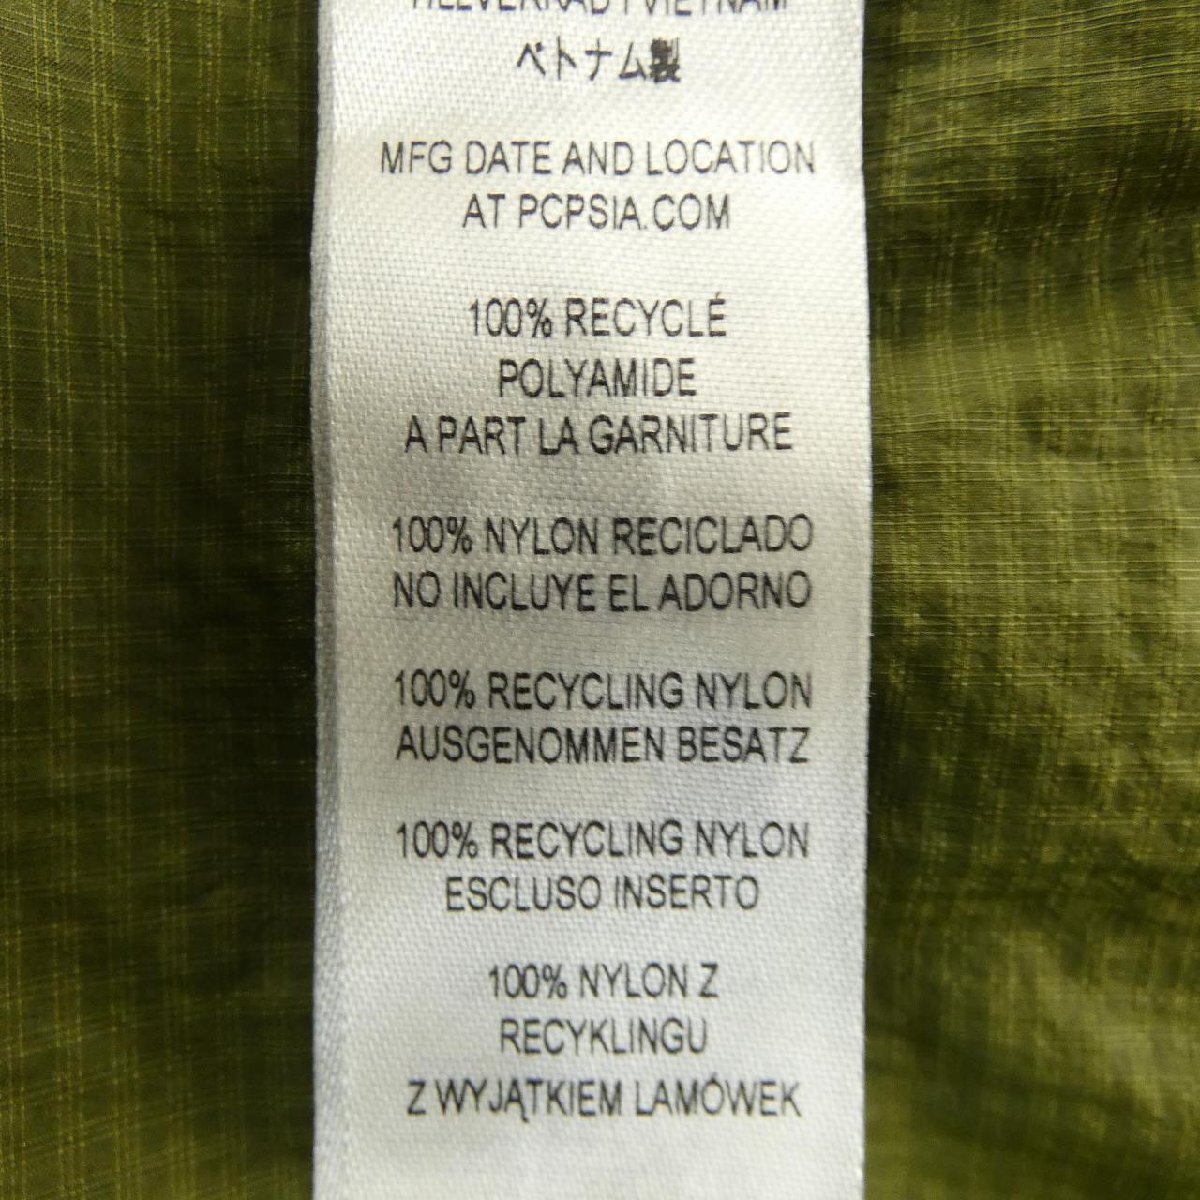 TILLVERKAD I VIETNAM
ベトナム製
MFG DATE AND LOCATION
AT PCPSIA.COM
100% RECYCLÉ
POLYAMIDE
A PART LA GARNITURE
100% NYLON RECICLADO
NO INCLUYE EL ADORNO
100% RECYCLING NYLON
AUSGENOMMEN BESATZ
100% RECYCLING NYLON
ESCLUSO INSERTO
100% NYLON Z
RECYKLINGU
Z WYJĄTKIEM LAMÓWEK